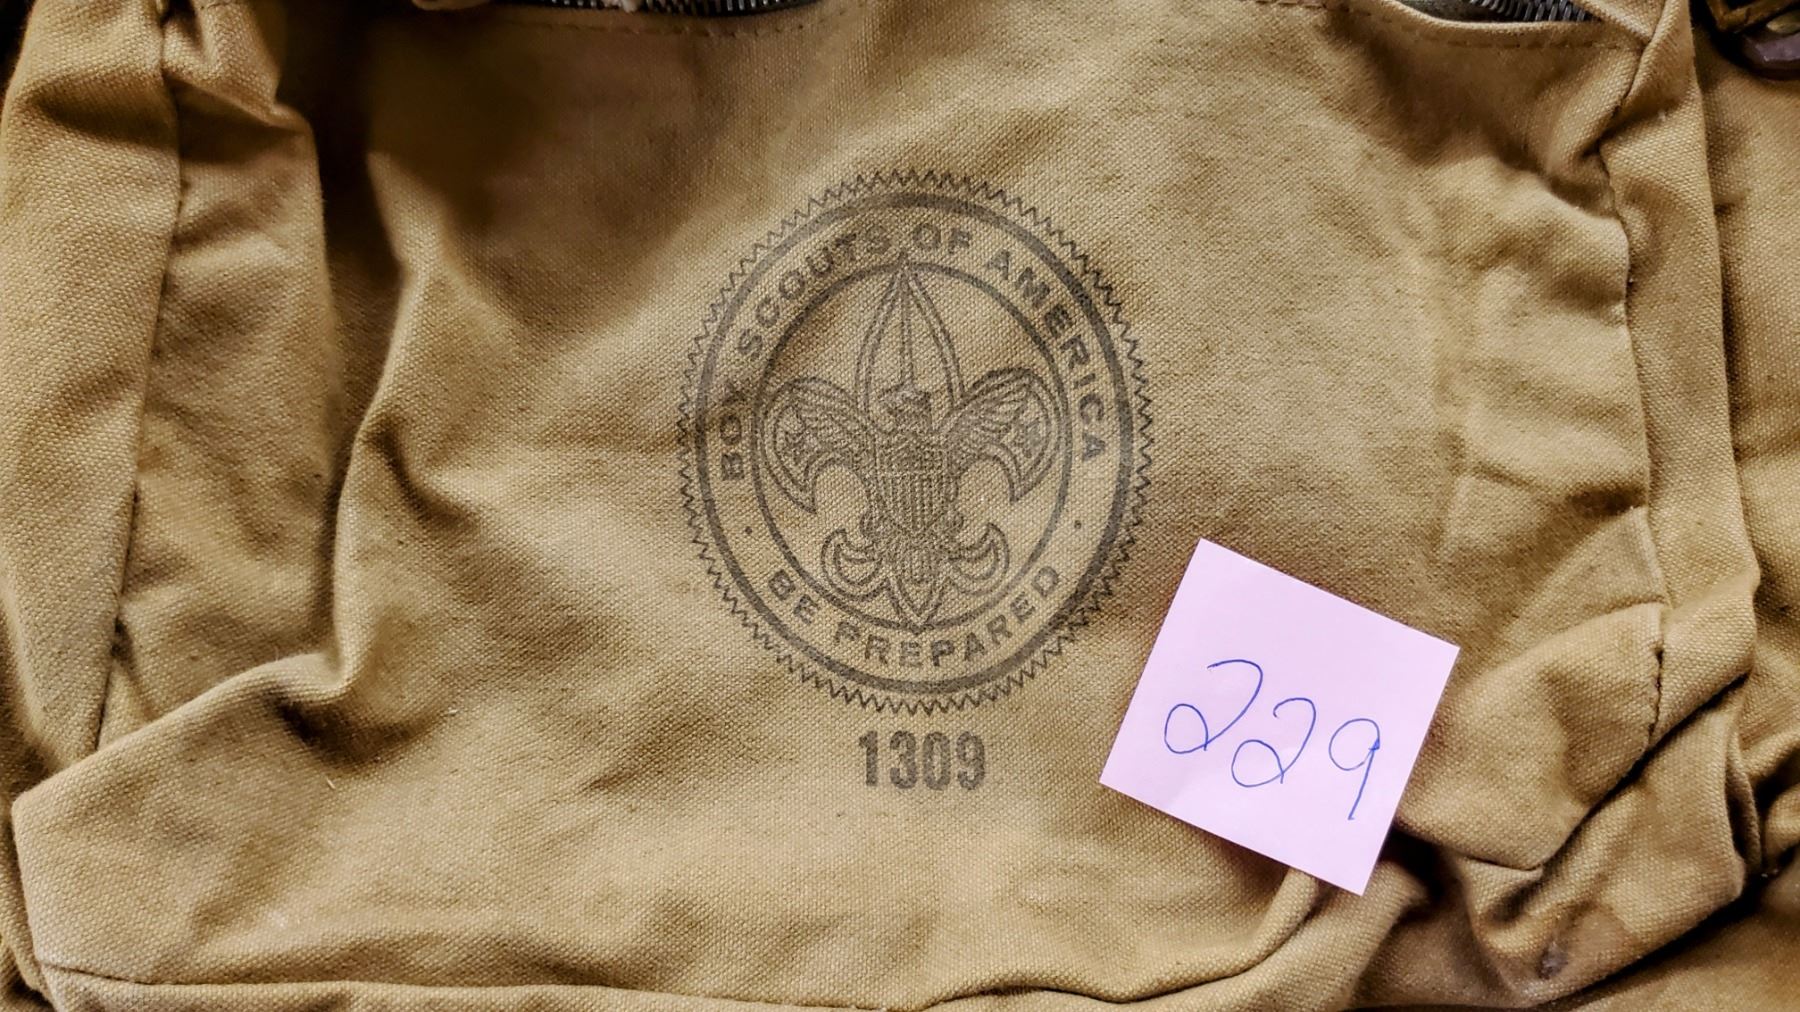 BOY SCOUTS OF AMERICA
· BE PREPARED ·
1309
229